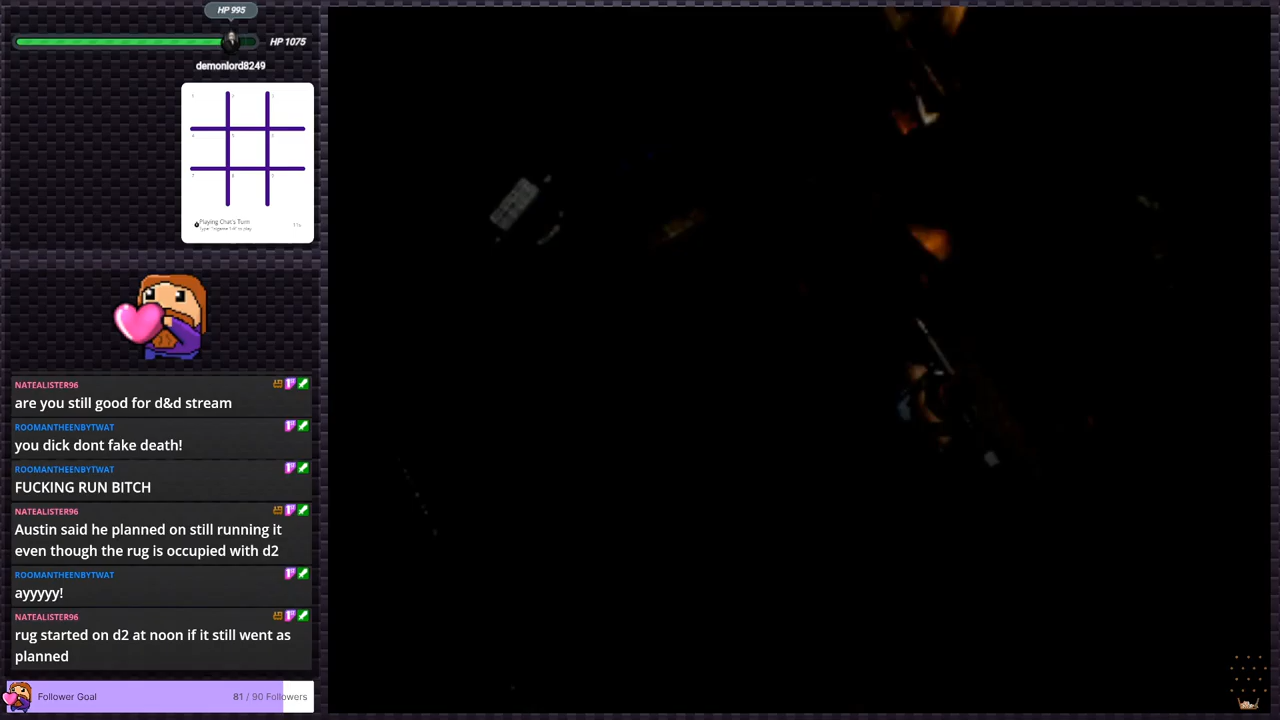 HP 995
HP 1075
demonlord8249
Playing Chat's Turn
NATEALISTER96
are you still good for d&d stream
ROOMANTHEENBYTWAT
you dick dont fake death!
ROOMANTHEENBYTWAT
FUCKING RUN BITCH
NATEALISTER96
Austin said he planned on still running it
even though the rug is occupied with d2
ROOMANTHEENBYTWAT
ayyyyy!
NATEALISTER96
rug started on d2 at noon if it still went as
planned
Follower Goal 81 / 90 Followers